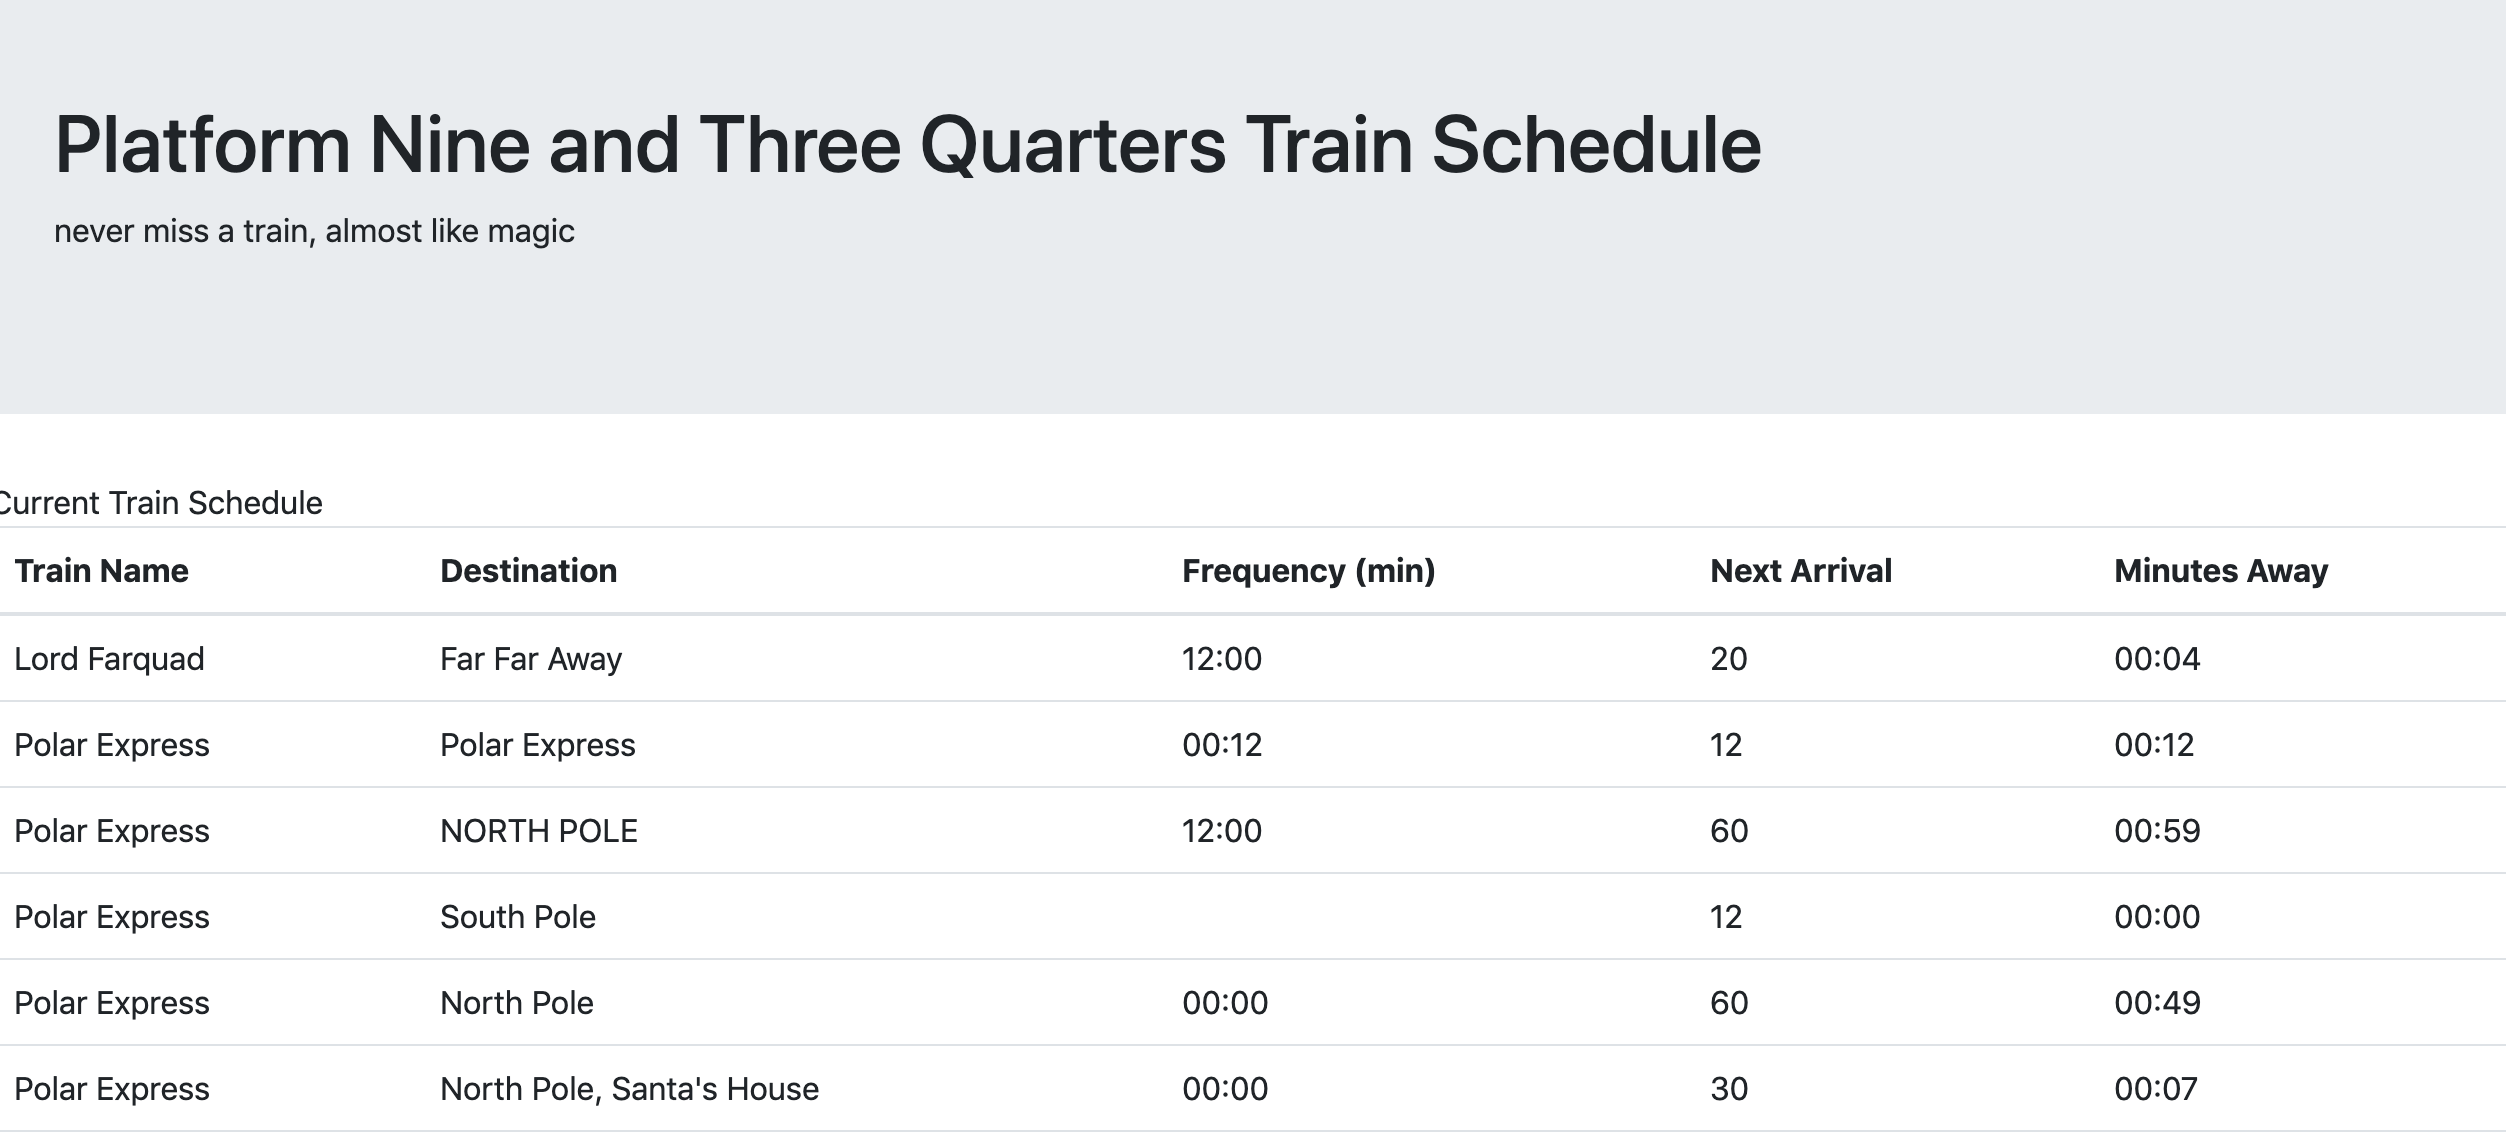 Platform Nine and Three Quarters Train Schedule
never miss a train, almost like magic
Current Train Schedule
Train Name Destination Frequency (min) Next Arrival Minutes Away
Lord Farquad Far Far Away 12:00 20 00:04
Polar Express Polar Express 00:12 12 00:12
Polar Express NORTH POLE 12:00 60 00:59
Polar Express South Pole 12 00:00
Polar Express North Pole 00:00 60 00:49
Polar Express North Pole, Santa's House 00:00 30 00:07